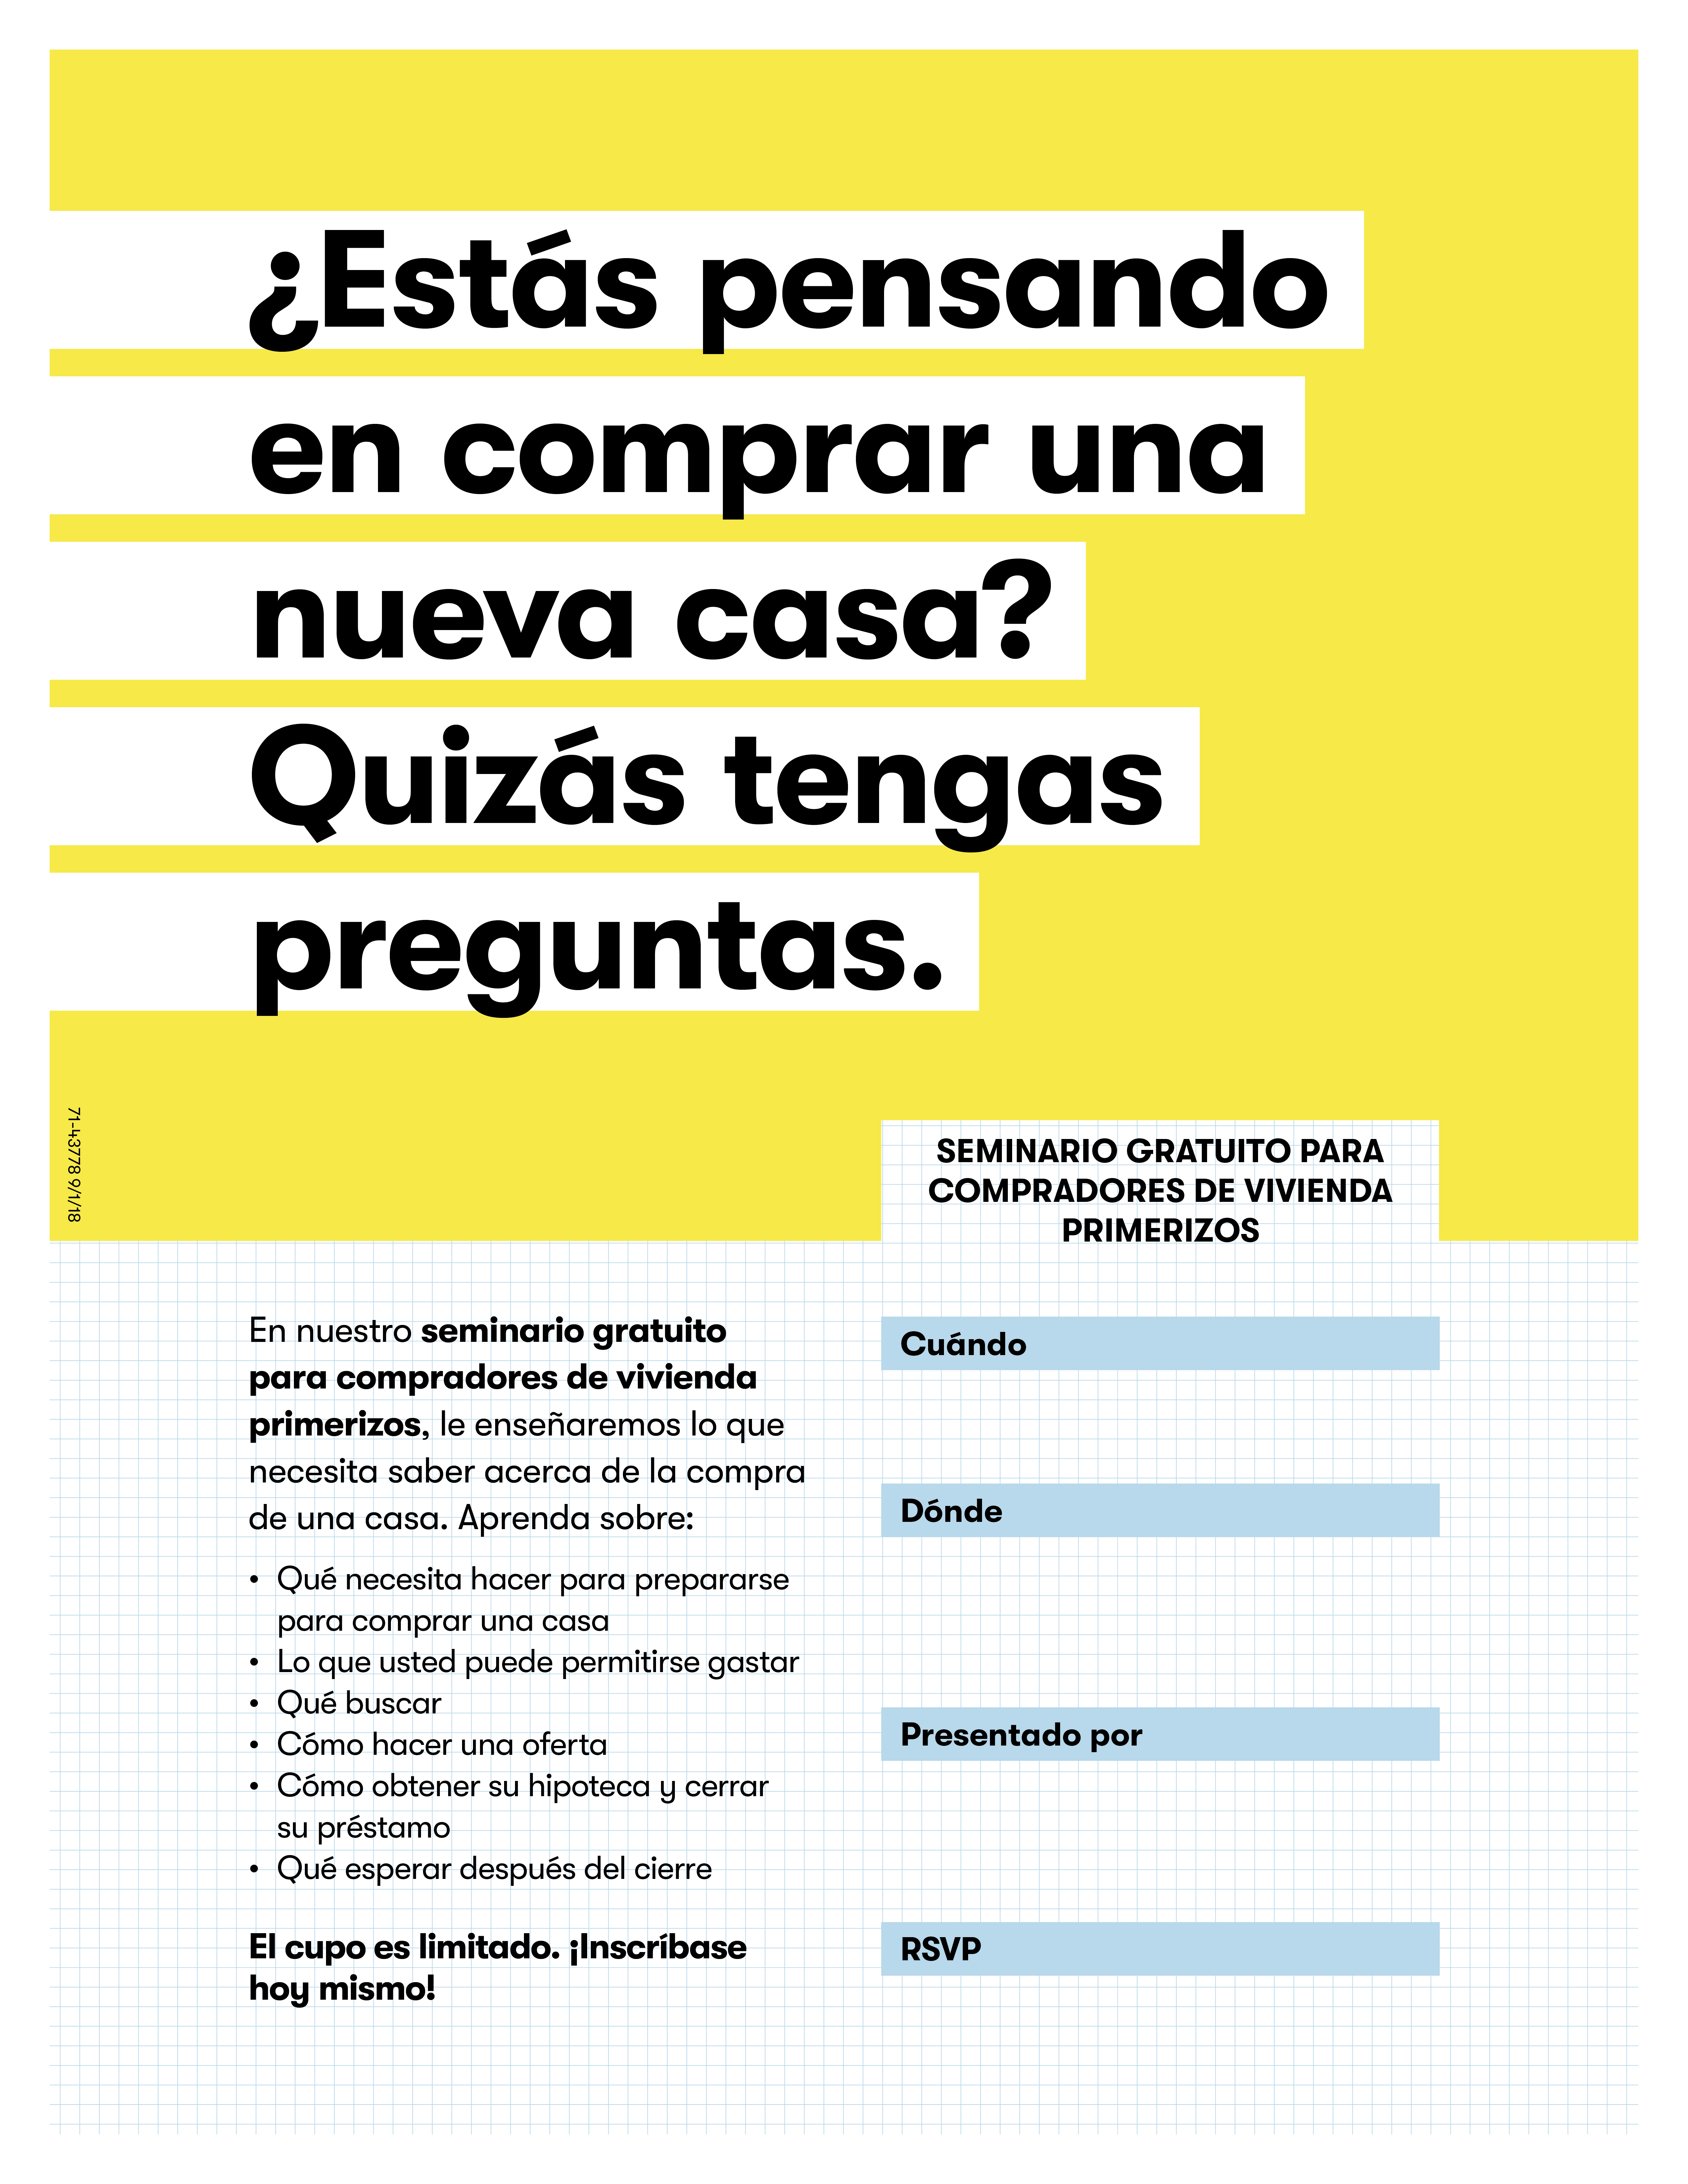 ¿Estás pensando
en comprar una
nueva casa?
Quizás tengas
preguntas.
71-43778 9/1/18
SEMINARIO GRATUITO PARA
COMPRADORES DE VIVIENDA
PRIMERIZOS
En nuestro seminario gratuito
para compradores de vivienda
primerizos, le enseñaremos lo que
necesita saber acerca de la compra
de una casa. Aprenda sobre:
• Qué necesita hacer para prepararse
para comprar una casa
• Lo que usted puede permitirse gastar
• Qué buscar
• Cómo hacer una oferta
• Cómo obtener su hipoteca y cerrar
su préstamo
• Qué esperar después del cierre
El cupo es limitado. ¡Inscríbase
hoy mismo!
Cuándo
Dónde
Presentado por
RSVP